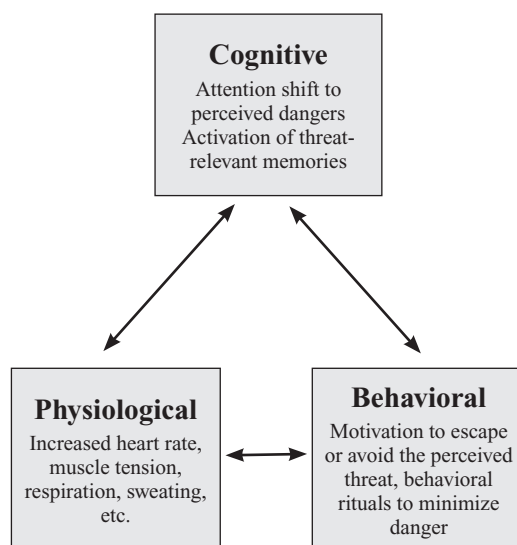 Cognitive
Attention shift to
perceived dangers
Activation of threat-
relevant memories
Physiological
Increased heart rate,
muscle tension,
respiration, sweating,
etc.
Behavioral
Motivation to escape
or avoid the perceived
threat, behavioral
rituals to minimize
danger